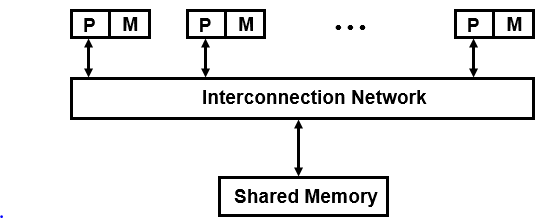 P M P M ... P M
Interconnection Network
Shared Memory